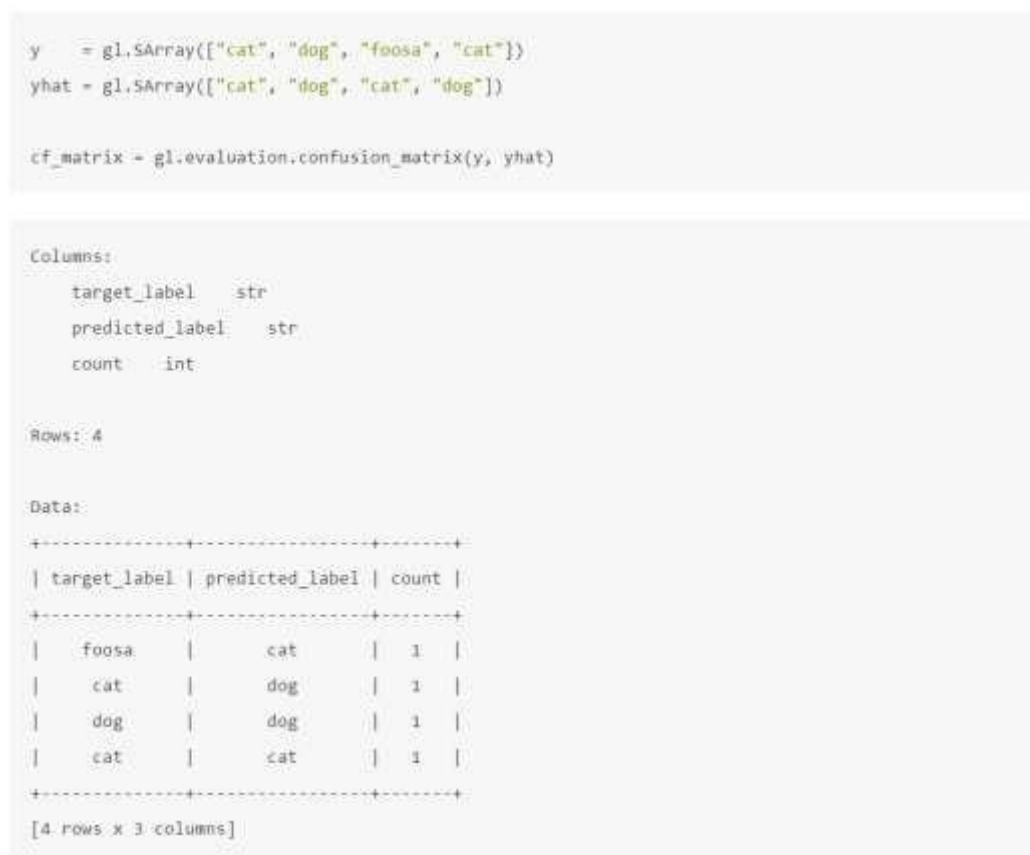 y    = gl.SArray(["cat", "dog", "foosa", "cat"])
yhat = gl.SArray(["cat", "dog", "cat", "dog"])
cf_matrix = gl.evaluation.confusion_matrix(y, yhat)
Columns:
    target_label    str
    predicted_label    str
    count    int
Rows: 4
Data:
+--------------+-----------------+-------+
| target_label | predicted_label | count |
+--------------+-----------------+-------+
|    foosa     |       cat       |   1   |
|     cat      |       dog       |   1   |
|     dog      |       dog       |   1   |
|     cat      |       cat       |   1   |
+--------------+-----------------+-------+
[4 rows x 3 columns]